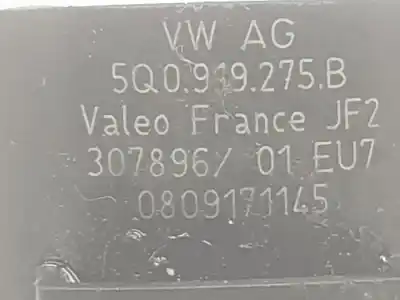 VW AG
5Q0.919.275.B
Valeo France JF2
307896/ 01 EU7
0809171145